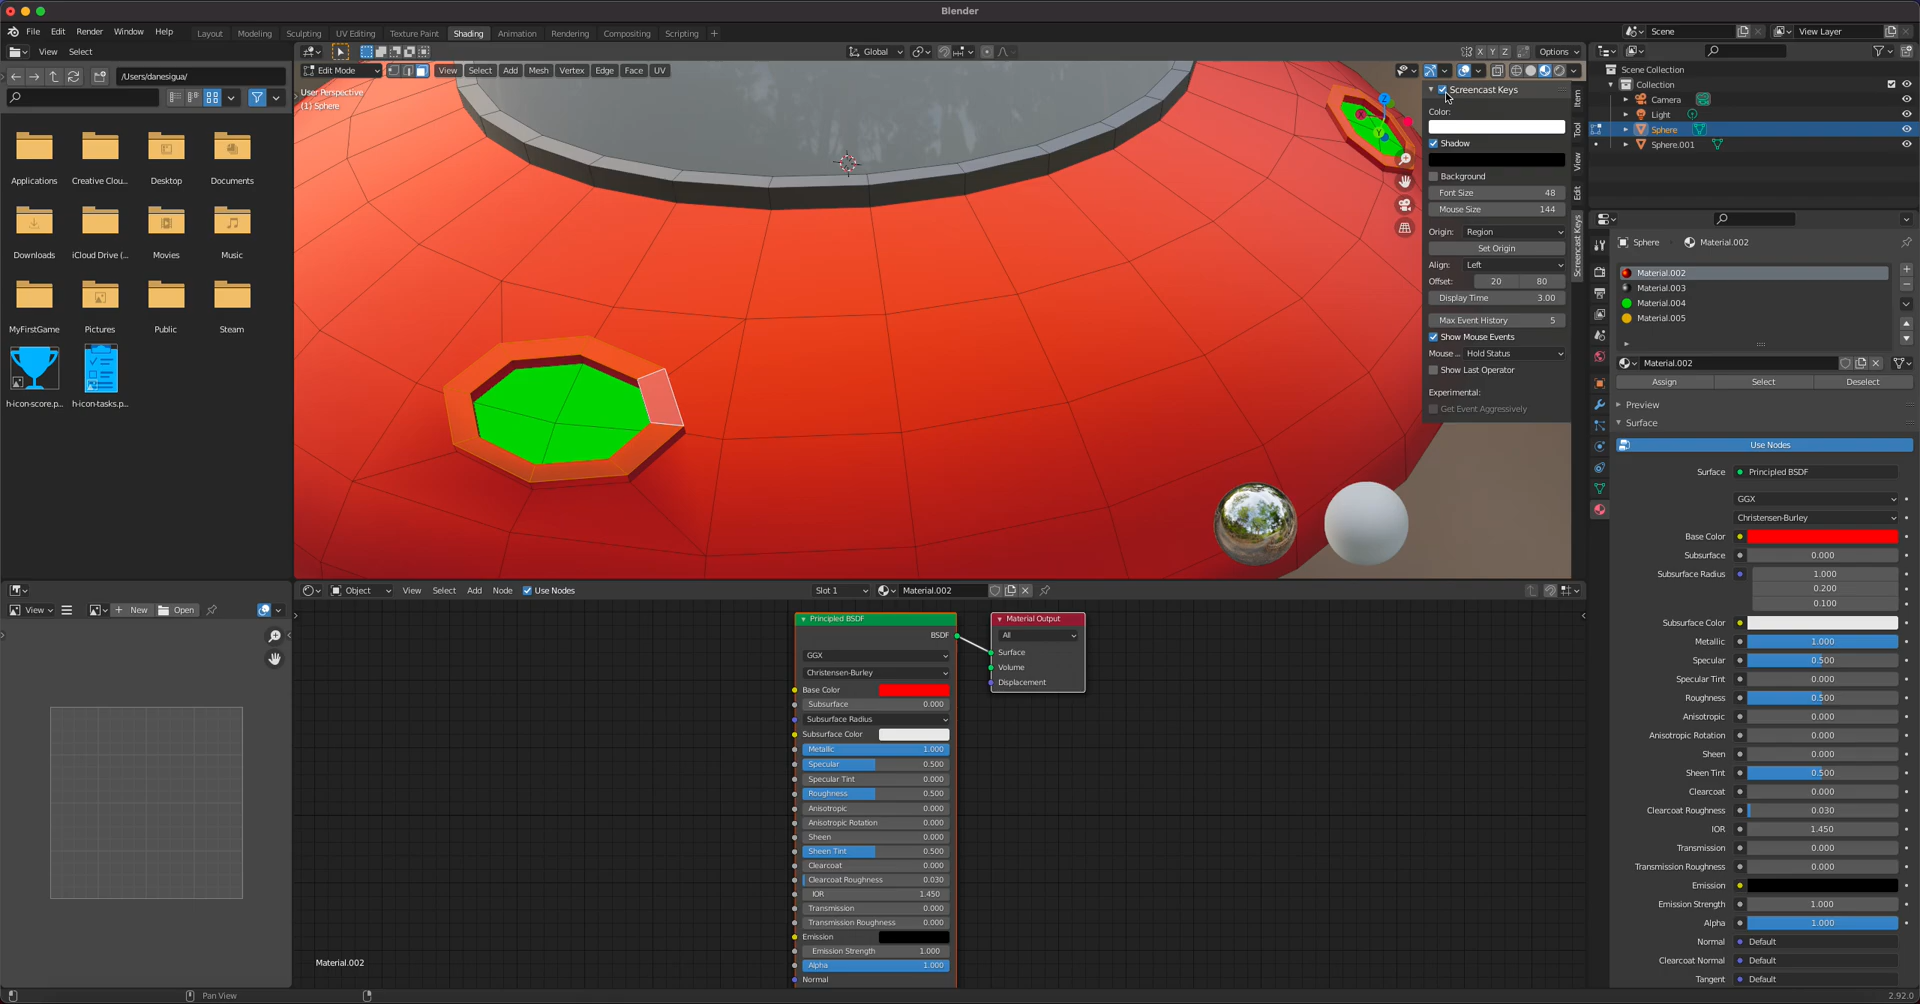 Blender
File Edit Render Window Help
Layout Modeling Sculpting UV Editing Texture Paint Shading Animation Rendering Compositing Scripting +
Scene
View Layer
View Select
Global
X Y Z
Options
/Users/danesigua/
Edit Mode
View Select Add Mesh Vertex Edge Face UV
User Perspective
(1) Sphere
Applications
Creative Clou...
Desktop
Documents
Downloads
iCloud Drive (...
Movies
Music
MyFirstGame
Pictures
Public
Steam
h-icon-score.p...
h-icon-tasks.p...
X
Y
Z
Screencast Keys
Color:
Shadow
Background
Font Size 48
Mouse Size 144
Origin: Region
Set Origin
Align: Left
Offset: 20 80
Display Time 3.00
Max Event History 5
Show Mouse Events
Mouse ... Hold Status
Show Last Operator
Experimental:
Get Event Aggressively
Item
Tool
View
Edit
Screencast Keys
Scene Collection
Collection
Camera
Light
Sphere
Sphere.001
Sphere Material.002
Material.002
Material.003
Material.004
Material.005
Material.002
Assign Select Deselect
Preview
Surface
Use Nodes
Surface Principled BSDF
GGX
Christensen-Burley
Base Color
Subsurface 0.000
Subsurface Radius 1.000
0.200
0.100
Subsurface Color
Metallic 1.000
Specular 0.500
Specular Tint 0.000
Roughness 0.500
Anisotropic 0.000
Anisotropic Rotation 0.000
Sheen 0.000
Sheen Tint 0.500
Clearcoat 0.000
Clearcoat Roughness 0.030
IOR 1.450
Transmission 0.000
Transmission Roughness 0.000
Emission
Emission Strength 1.000
Alpha 1.000
Normal Default
Clearcoat Normal Default
Tangent Default
View
New
Open
Object View Select Add Node Use Nodes
Slot 1
Material.002
Principled BSDF
BSDF
GGX
Christensen-Burley
Base Color
Subsurface 0.000
Subsurface Radius
Subsurface Color
Metallic 1.000
Specular 0.500
Specular Tint 0.000
Roughness 0.500
Anisotropic 0.000
Anisotropic Rotation 0.000
Sheen 0.000
Sheen Tint 0.500
Clearcoat 0.000
Clearcoat Roughness 0.030
IOR 1.450
Transmission 0.000
Transmission Roughness 0.000
Emission
Emission Strength 1.000
Alpha 1.000
Normal
Material Output
All
Surface
Volume
Displacement
Material.002
Pan View
2.92.0